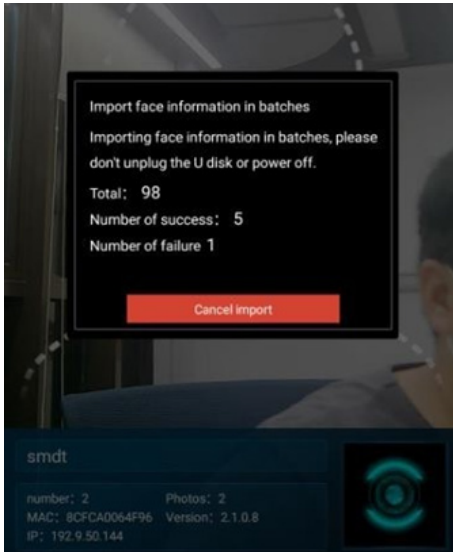 Import face information in batches
Importing face information in batches, please
don't unplug the U disk or power off.
Total： 98
Number of success： 5
Number of failure 1
Cancel import
smdt
number：2 Photos：2
MAC：8CFCA0064F96 Version：2.1.0.8
IP：192.9.50.144